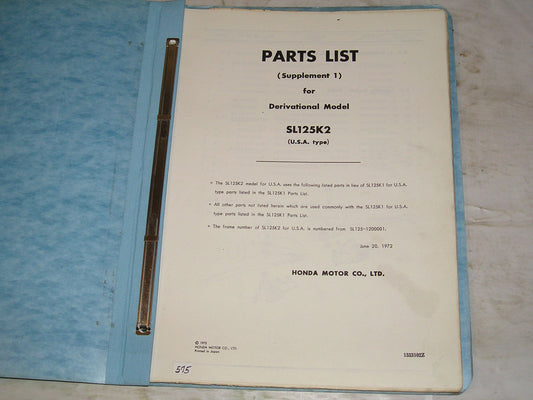 PARTS LIST
(Supplement 1)
for
Derivational Model
SL125K2
(U.S.A. type)
* The SL125K2 medel for U.S.A. uses the following listed parts in lieu of SL125K1 for U.S.A.
type parts listed in the SL125K1 Parts List.
* All other parts not listed herein which are used commonly with the SL125K1 for U.S.A.
type parts listed in the SL125K1 Parts List.
* The frame number of SL125K2 for U.S.A. is numbered from SL125-1200001.
June 20, 1972
HONDA MOTOR CO., LTD.
© 1972
HONDA MOTOR CO., LTD.
Printed in Japan
515